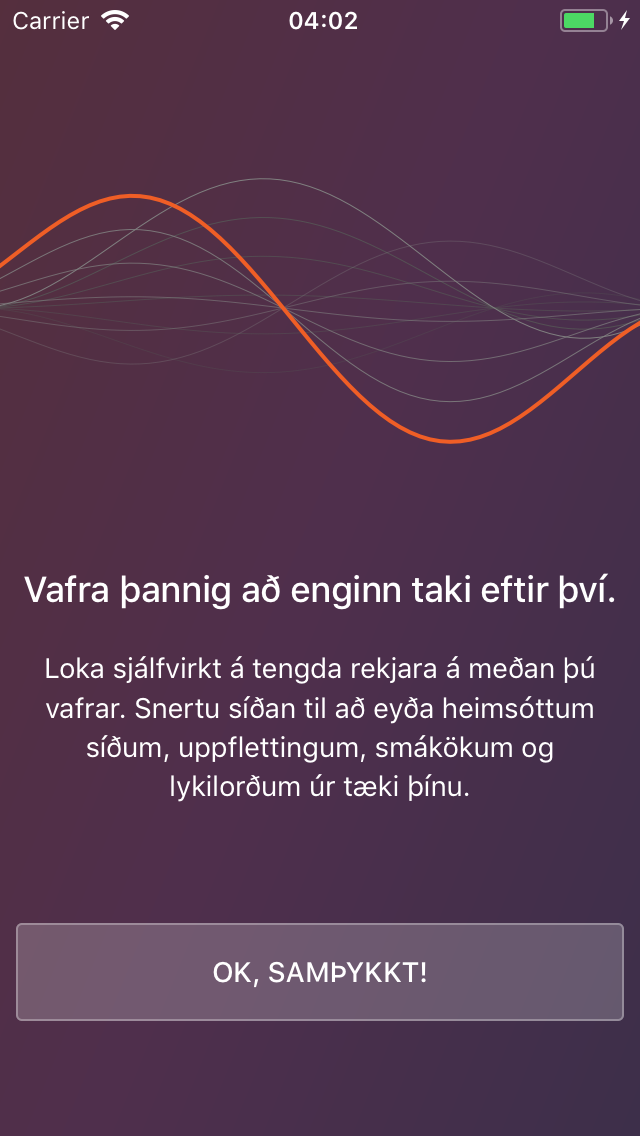 Carrier 04:02
Vafra þannig að enginn taki eftir því.
Loka sjálfvirkt á tengda rekjara á meðan þú
vafrar. Snertu síðan til að eyða heimsóttum
síðum, uppflettingum, smákökum og
lykilorðum úr tæki þínu.
OK, SAMÞYKKT!